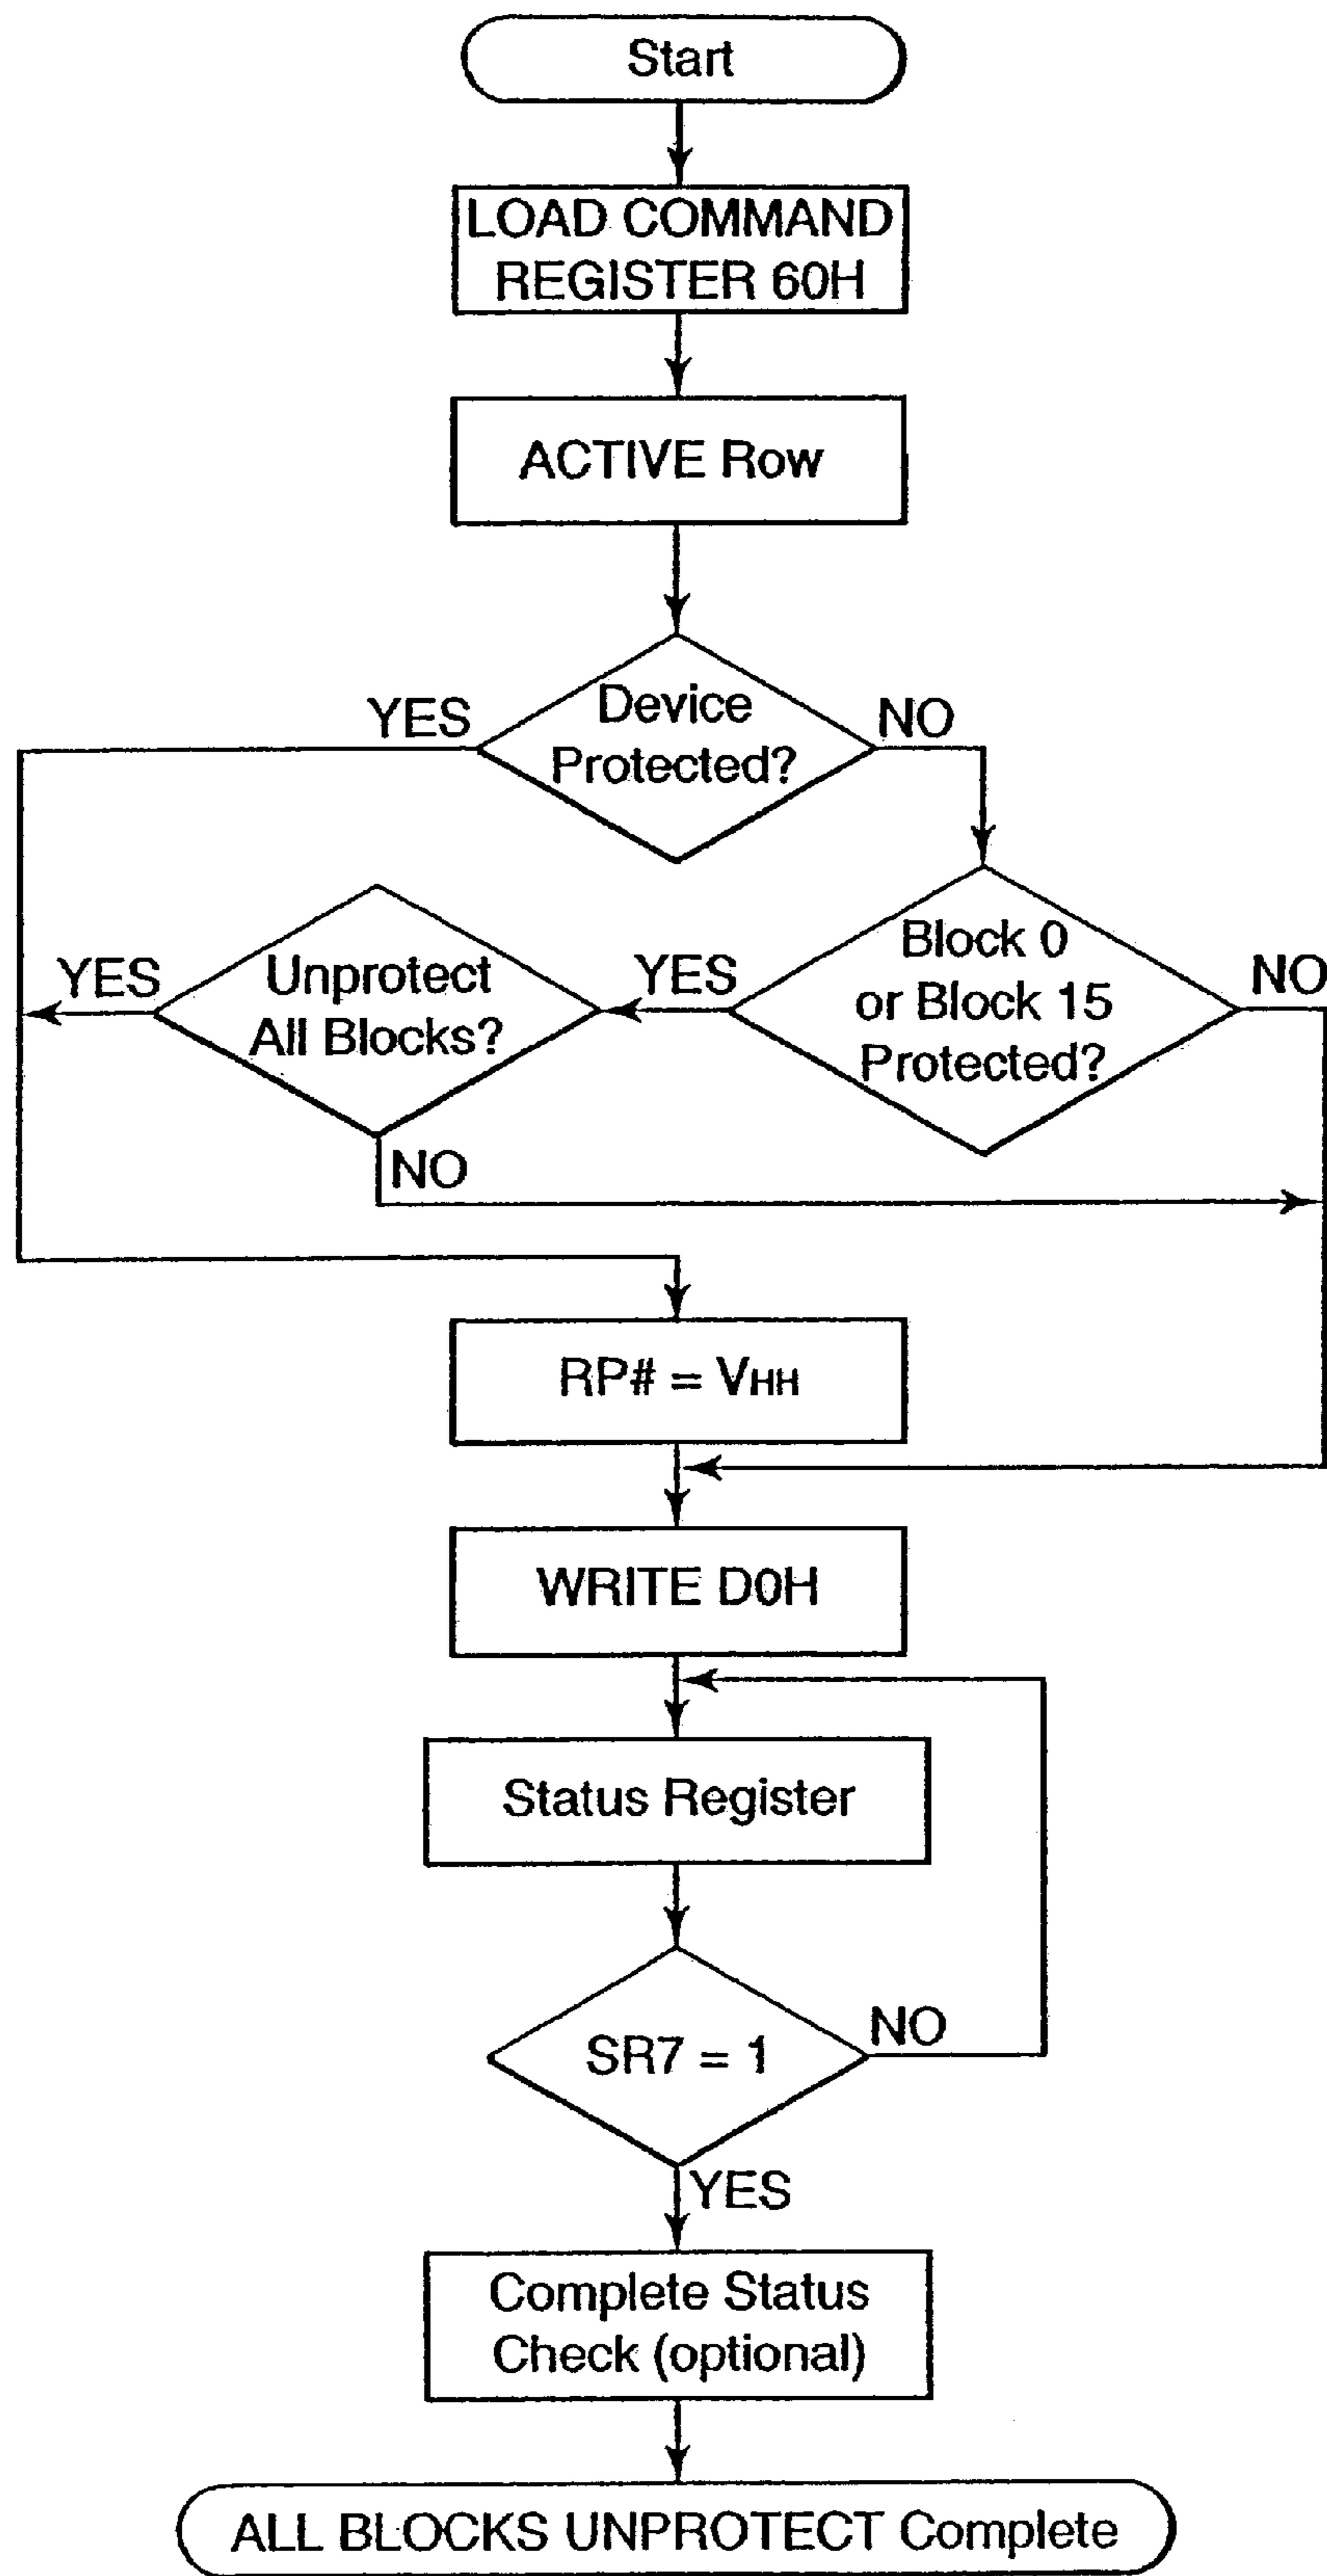 Start
LOAD COMMAND
REGISTER 60H
ACTIVE Row
Device
Protected?
YES
NO
Block 0
or Block 15
Protected?
YES
NO
Unprotect
All Blocks?
YES
NO
RP# = VHH
WRITE D0H
Status Register
SR7 = 1
NO
YES
Complete Status
Check (optional)
ALL BLOCKS UNPROTECT Complete